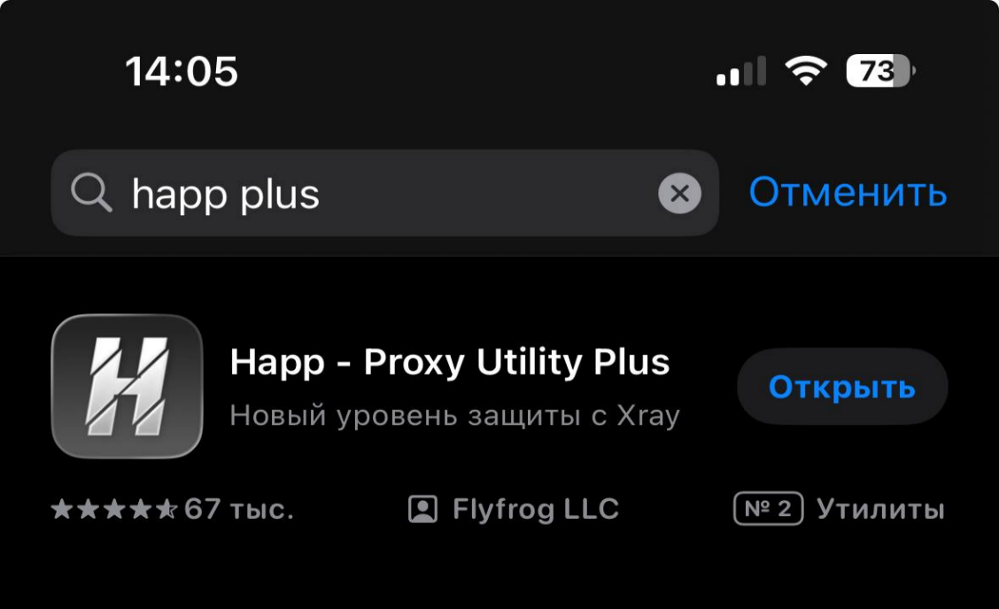 14:05 73
happ plus Отменить
Happ - Proxy Utility Plus
Новый уровень защиты с Xray
Открыть
67 тыс. Flyfrog LLC № 2 Утилиты